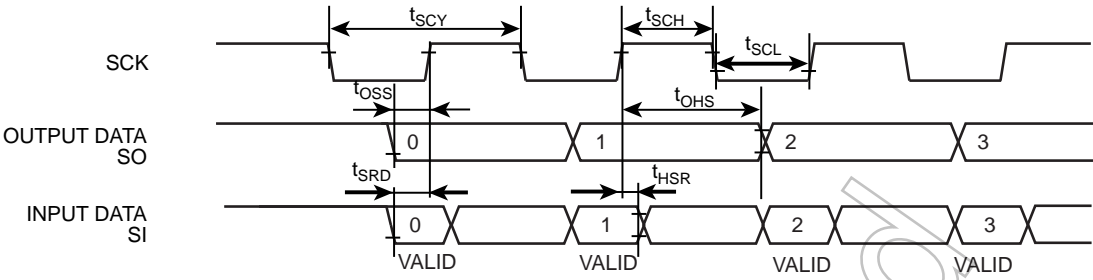 tSCY
tSCH
tSCL
SCK
tOSS
tOHS
OUTPUT DATA
SO
0 1 2 3
tSRD
tHSR
INPUT DATA
SI
0 1 2 3
VALID VALID VALID VALID